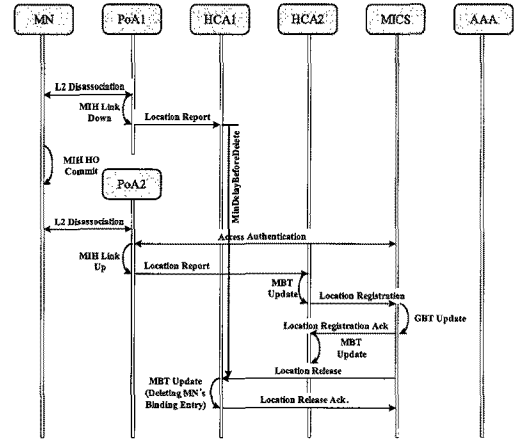 MN PoA1 HCA1 HCA2 MICS AAA
L2 Disassociation
MIH Link
Down
Location Report
MinDelayBeforeDelete
MIH HO
Commit
PoA2
L2 Disassociation
Access Authentication
MIH Link
Up
Location Report
MBT
Update
Location Registration
GBT Update
Location Registration Ack
MBT
Update
Location Release
MBT Update
(Deleting MN's
Binding Entry)
Location Release Ack.